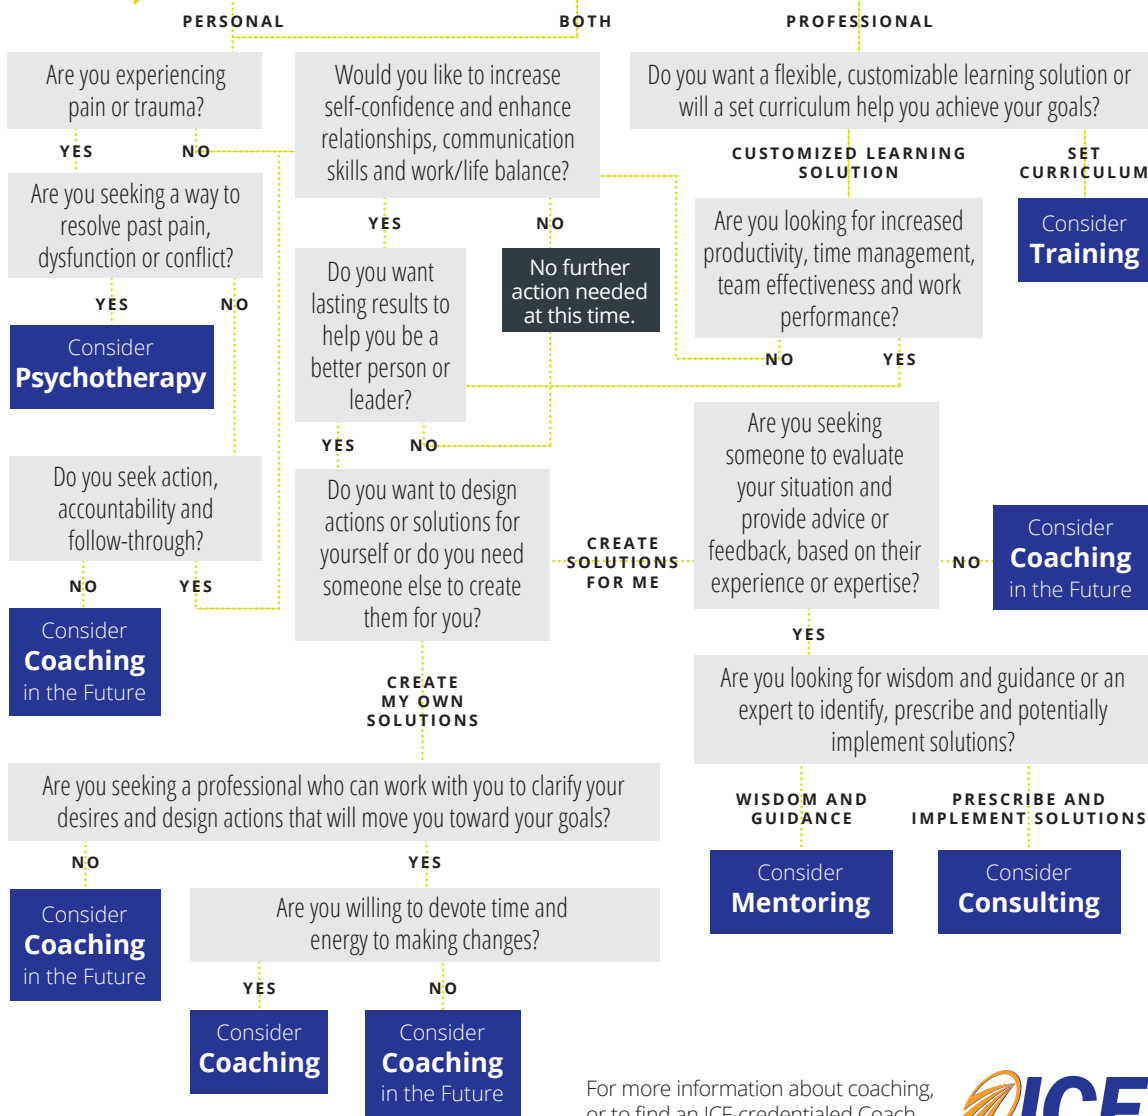 PERSONAL
BOTH
PROFESSIONAL
Are you experiencing
pain or trauma?
YES
NO
Are you seeking a way to
resolve past pain,
dysfunction or conflict?
YES
NO
Consider
Psychotherapy
Do you seek action,
accountability and
follow-through?
NO
YES
Consider
Coaching
in the Future
Would you like to increase
self-confidence and enhance
relationships, communication
skills and work/life balance?
YES
NO
No further
action needed
at this time.
Do you want
lasting results to
help you be a
better person or
leader?
YES
NO
Do you want to design
actions or solutions for
yourself or do you need
someone else to create
them for you?
CREATE
SOLUTIONS
FOR ME
CREATE
MY OWN
SOLUTIONS
Do you want a flexible, customizable learning solution or
will a set curriculum help you achieve your goals?
CUSTOMIZED LEARNING
SOLUTION
SET
CURRICULUM
Are you looking for increased
productivity, time management,
team effectiveness and work
performance?
NO
YES
Consider
Training
Are you seeking
someone to evaluate
your situation and
provide advice or
feedback, based on their
experience or expertise?
NO
Consider
Coaching
in the Future
YES
Are you looking for wisdom and guidance or an
expert to identify, prescribe and potentially
implement solutions?
WISDOM AND
GUIDANCE
PRESCRIBE AND
IMPLEMENT SOLUTIONS
Consider
Mentoring
Consider
Consulting
Are you seeking a professional who can work with you to clarify your
desires and design actions that will move you toward your goals?
NO
YES
Consider
Coaching
in the Future
Are you willing to devote time and
energy to making changes?
YES
NO
Consider
Coaching
Consider
Coaching
in the Future
For more information about coaching,
or to find an ICF-credentialed Coach
ICF